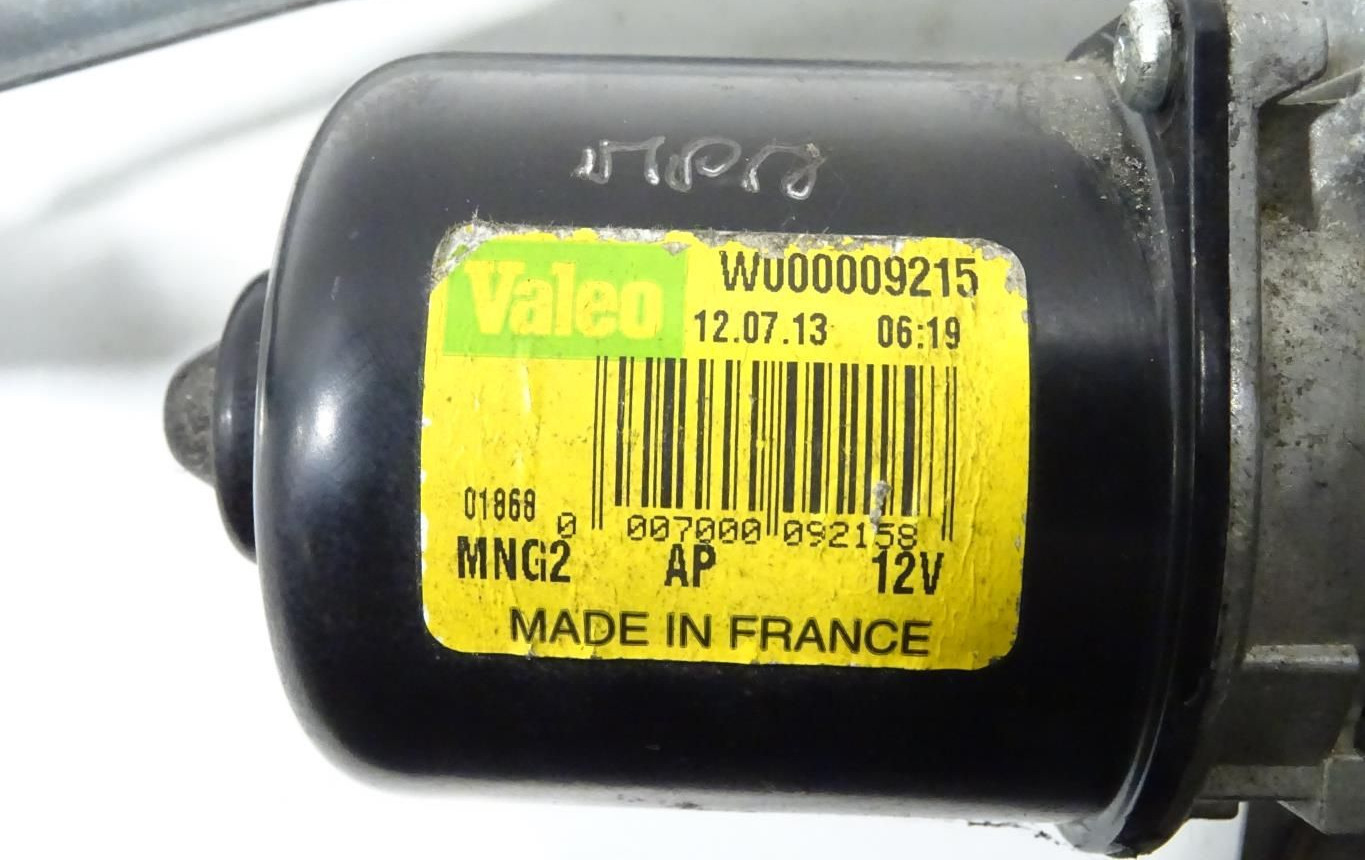 Valeo
W000009215
12.07.13 06:19
01868
0 007000 092158
MNG2 AP 12V
MADE IN FRANCE